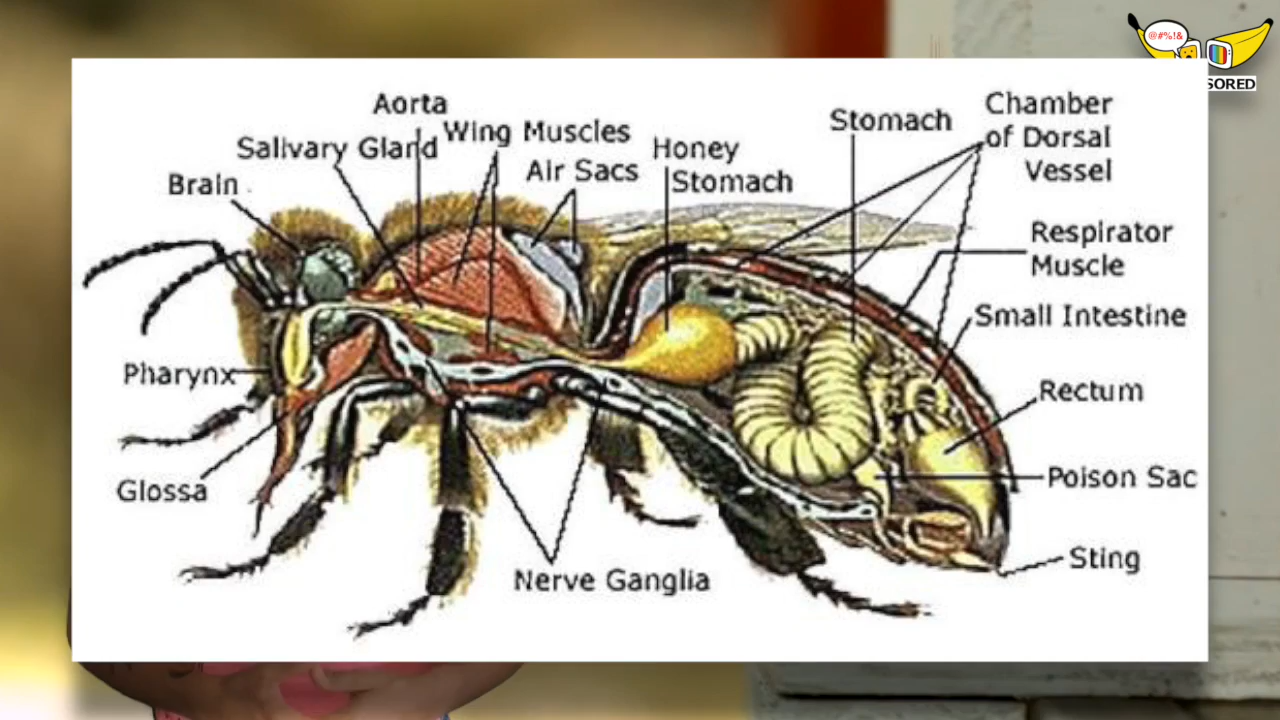 @#%!&
SORED
Aorta
Wing Muscles
Salivary Gland
Air Sacs
Brain
Honey
Stomach
Stomach
Chamber
of Dorsal
Vessel
Respirator
Muscle
Small Intestine
Rectum
Pharynx
Glossa
Poison Sac
Sting
Nerve Ganglia